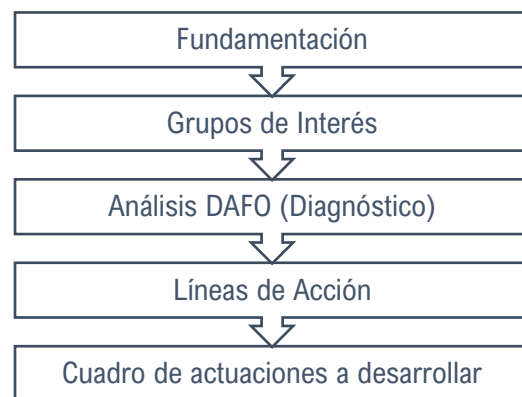 Fundamentación
Grupos de Interés
Análisis DAFO (Diagnóstico)
Líneas de Acción
Cuadro de actuaciones a desarrollar